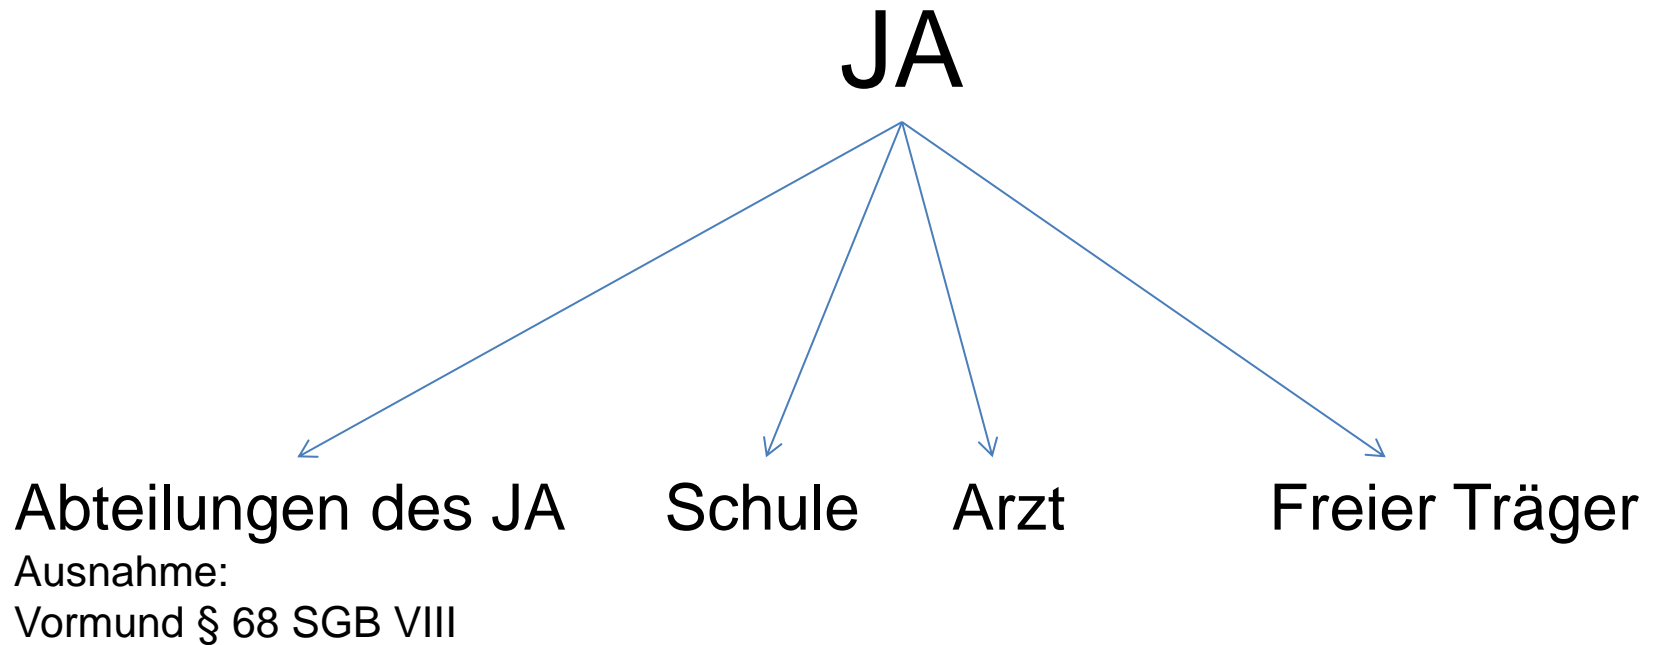 JA
Abteilungen des JA Schule Arzt Freier Träger
Ausnahme:
Vormund § 68 SGB VIII